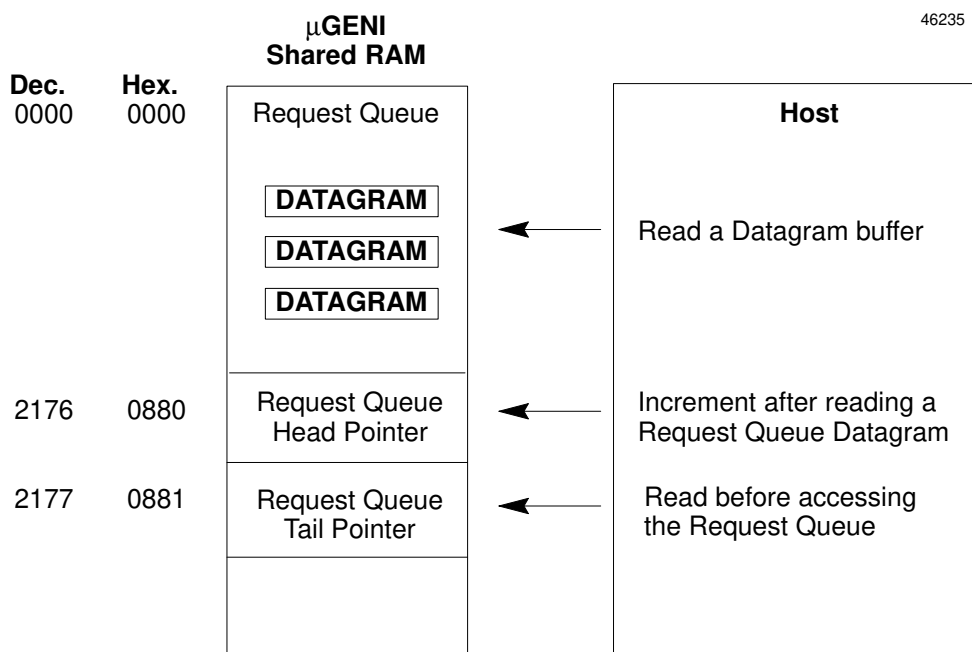 46235
μGENI
Shared RAM
Dec. Hex.
0000 0000 Request Queue Host
DATAGRAM
DATAGRAM
DATAGRAM
Read a Datagram buffer
2176 0880 Request Queue
Head Pointer
Increment after reading a
Request Queue Datagram
2177 0881 Request Queue
Tail Pointer
Read before accessing
the Request Queue